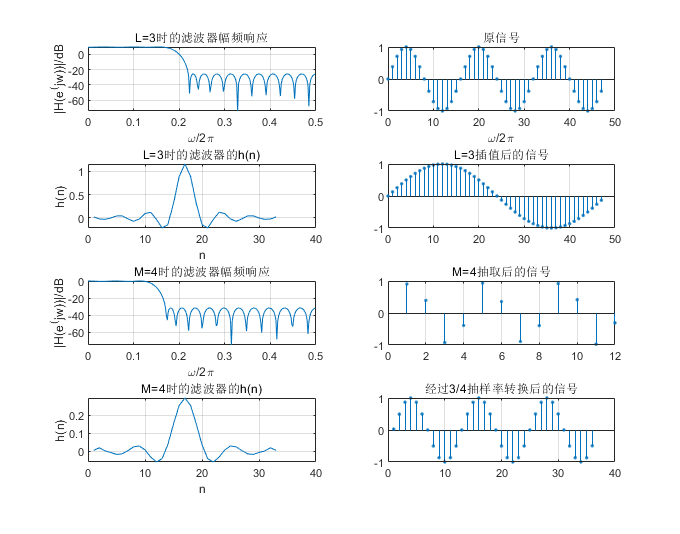 L=3时的滤波器幅频响应
|H(e^(jw))|/dB
0
-20
-40
-60
0 0.1 0.2 0.3 0.4 0.5
ω/2π
原信号
1
0
-1
0 10 20 30 40 50
ω/2π
L=3时的滤波器的h(n)
h(n)
1
0.5
0
0 10 20 30 40
n
L=3插值后的信号
1
0
-1
0 10 20 30 40 50
M=4时的滤波器幅频响应
|H(e^(jw))|/dB
0
-20
-40
-60
0 0.1 0.2 0.3 0.4 0.5
ω/2π
M=4抽取后的信号
1
0
-1
0 2 4 6 8 10 12
M=4时的滤波器的h(n)
h(n)
0.2
0.1
0
0 10 20 30 40
n
经过3/4抽样率转换后的信号
1
0
-1
0 10 20 30 40